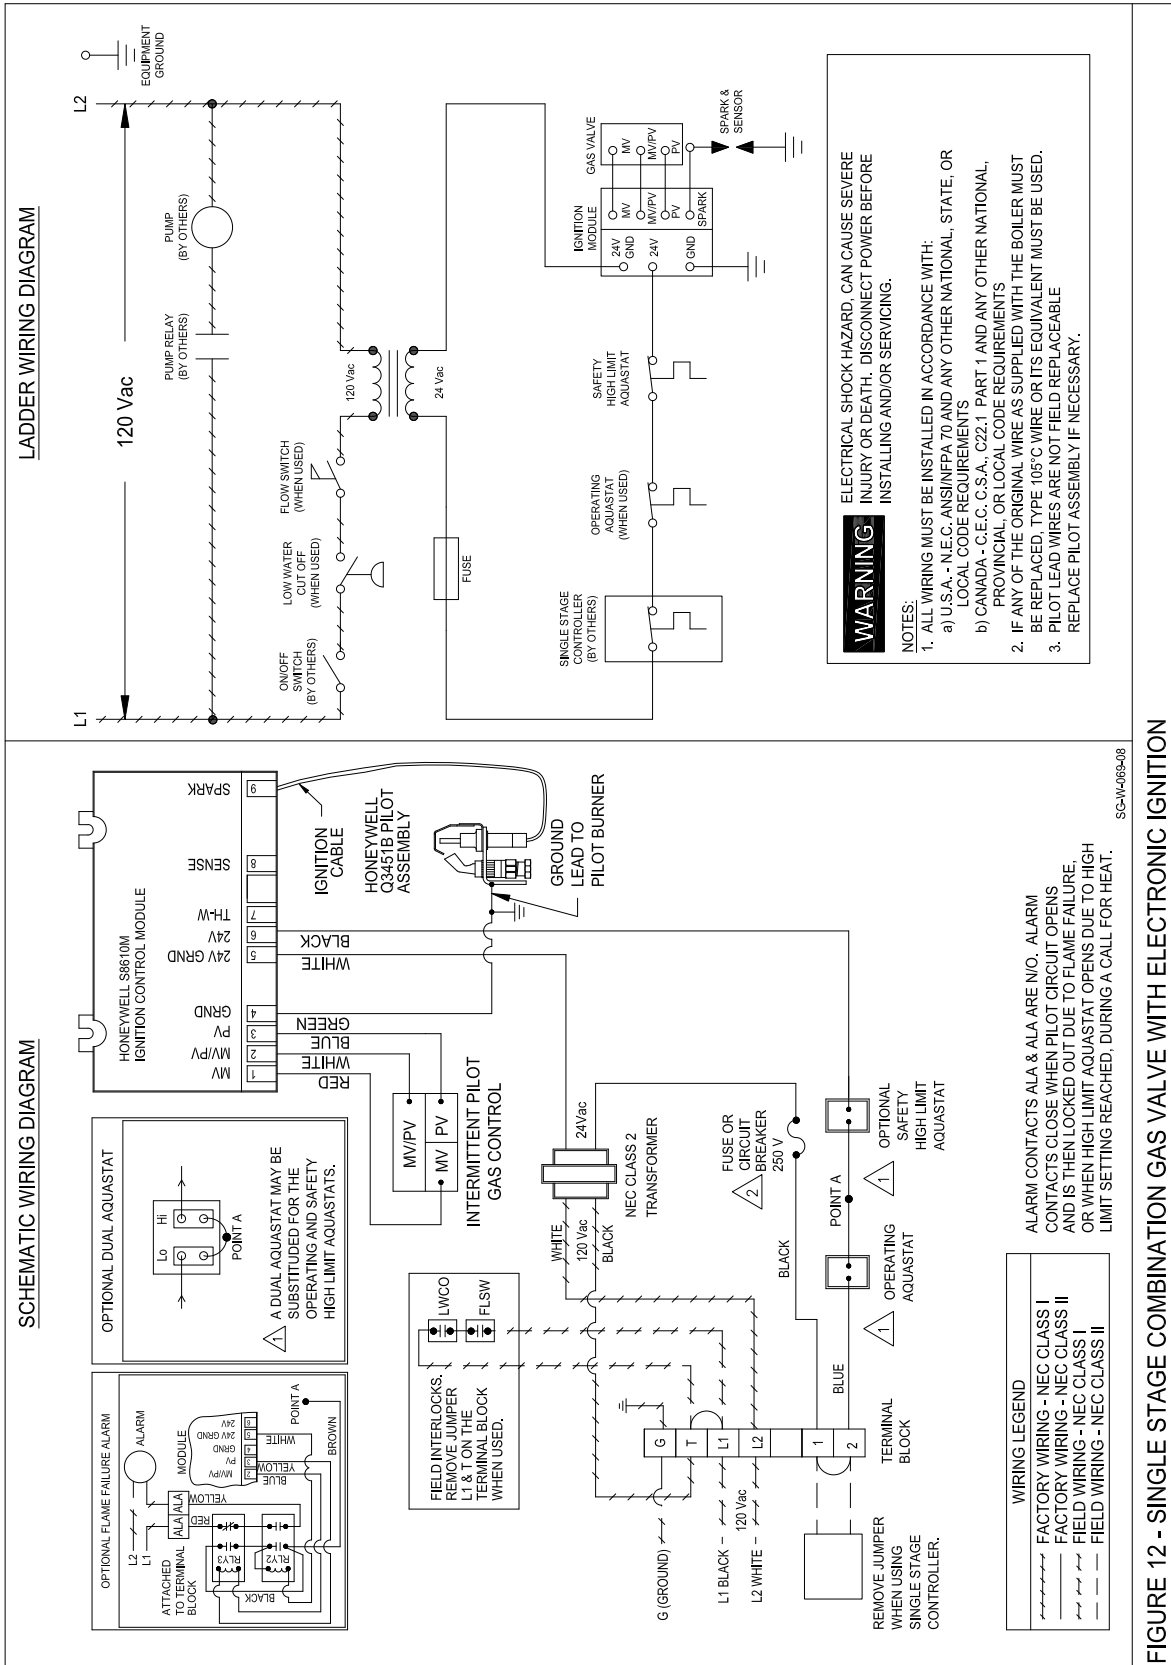 SCHEMATIC WIRING DIAGRAM
OPTIONAL FLAME FAILURE ALARM
L2
L1
ALARM
ATTACHED
TO TERMINAL
BLOCK
ALA
ALA
RED
YELLOW
RLY3
RLY2
BLACK
MODULE
MV/PV
PV
GRND
24V GRND
24V
2
3
4
5
6
BLUE
YELLOW
WHITE
BROWN
POINT A
OPTIONAL DUAL AQUASTAT
Lo
Hi
POINT A
1
A DUAL AQUASTAT MAY BE
SUBSTITUDED FOR THE
OPERATING AND SAFETY
HIGH LIMIT AQUASTATS.
HONEYWELL S8610M
IGNITION CONTROL MODULE
MV
MV/PV
PV
GRND
24V GRND
24V
TH-W
SENSE
SPARK
1
2
3
4
5
6
7
8
9
RED
WHITE
BLUE
GREEN
WHITE
BLACK
IGNITION
CABLE
HONEYWELL
Q3451B PILOT
ASSEMBLY
GROUND
LEAD TO
PILOT BURNER
MV/PV
MV
PV
INTERMITTENT PILOT
GAS CONTROL
FIELD INTERLOCKS.
REMOVE JUMPER
L1 & T ON THE
TERMINAL BLOCK
WHEN USED.
LWCO
FLSW
WHITE
120 Vac
BLACK
24Vac
NEC CLASS 2
TRANSFORMER
2
FUSE OR
CIRCUIT
BREAKER
250 V
BLACK
G (GROUND)
L1 BLACK
120 Vac
L2 WHITE
G
T
L1
L2
1
2
TERMINAL
BLOCK
BLUE
1
OPERATING
AQUASTAT
POINT A
1
OPTIONAL
SAFETY
HIGH LIMIT
AQUASTAT
REMOVE JUMPER
WHEN USING
SINGLE STAGE
CONTROLLER.
WIRING LEGEND
FACTORY WIRING - NEC CLASS I
FACTORY WIRING - NEC CLASS II
FIELD WIRING - NEC CLASS I
FIELD WIRING - NEC CLASS II
ALARM CONTACTS ALA & ALA ARE N/O. ALARM
CONTACTS CLOSE WHEN PILOT CIRCUIT OPENS
AND IS THEN LOCKED OUT DUE TO FLAME FAILURE,
OR WHEN HIGH LIMIT AQUASTAT OPENS DUE TO HIGH
LIMIT SETTING REACHED, DURING A CALL FOR HEAT.
SG-W-069-08
LADDER WIRING DIAGRAM
L1
120 Vac
L2
EQUIPMENT
GROUND
PUMP RELAY
(BY OTHERS)
PUMP
(BY OTHERS)
ON/OFF
SWITCH
(BY OTHERS)
LOW WATER
CUT OFF
(WHEN USED)
FLOW SWITCH
(WHEN USED)
120 Vac
24 Vac
FUSE
SINGLE STAGE
CONTROLLER
(BY OTHERS)
OPERATING
AQUASTAT
(WHEN USED)
SAFETY
HIGH LIMIT
AQUASTAT
IGNITION
MODULE
24V
GND
24V
GND
MV
MV/PV
PV
SPARK
GAS VALVE
MV
MV/PV
PV
SPARK &
SENSOR
WARNING
ELECTRICAL SHOCK HAZARD, CAN CAUSE SEVERE
INJURY OR DEATH. DISCONNECT POWER BEFORE
INSTALLING AND/OR SERVICING.
NOTES:
1. ALL WIRING MUST BE INSTALLED IN ACCORDANCE WITH:
a) U.S.A. - N.E.C. ANSI/NFPA 70 AND ANY OTHER NATIONAL, STATE, OR
LOCAL CODE REQUIREMENTS
b) CANADA - C.E.C. C.S.A., C22.1 PART 1 AND ANY OTHER NATIONAL,
PROVINCIAL, OR LOCAL CODE REQUIREMENTS
2. IF ANY OF THE ORIGINAL WIRE AS SUPPLIED WITH THE BOILER MUST
BE REPLACED, TYPE 105°C WIRE OR ITS EQUIVALENT MUST BE USED.
3. PILOT LEAD WIRES ARE NOT FIELD REPLACEABLE
REPLACE PILOT ASSEMBLY IF NECESSARY.
FIGURE 12 - SINGLE STAGE COMBINATION GAS VALVE WITH ELECTRONIC IGNITION